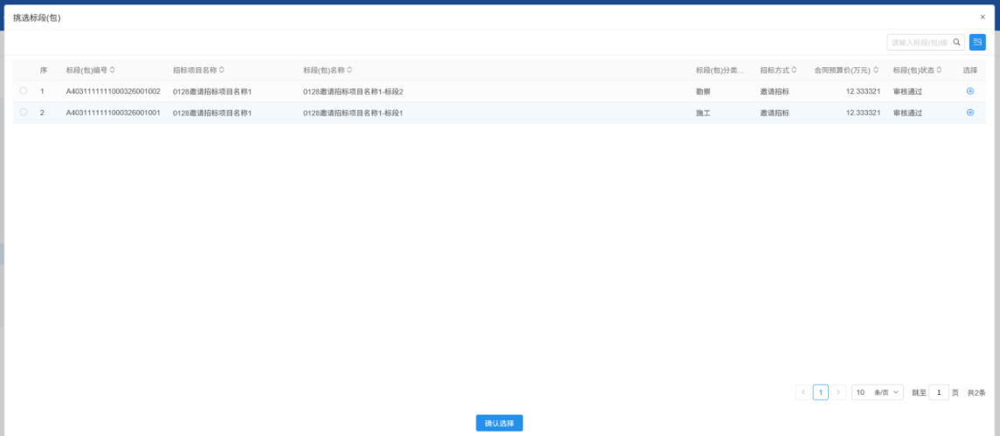 挑选标段(包)
请输入标段(包)编
序 标段(包)编号 招标项目名称 标段(包)名称 标段(包)分类... 招标方式 合同预算价(万元) 标段(包)状态 选择
1 A4031111111000326001002 0128邀请招标项目名称1 0128邀请招标项目名称1-标段2 勘察 邀请招标 12.333321 审核通过
2 A4031111111000326001001 0128邀请招标项目名称1 0128邀请招标项目名称1-标段1 施工 邀请招标 12.333321 审核通过
1 10 条/页 跳至 1 页 共2条
确认选择